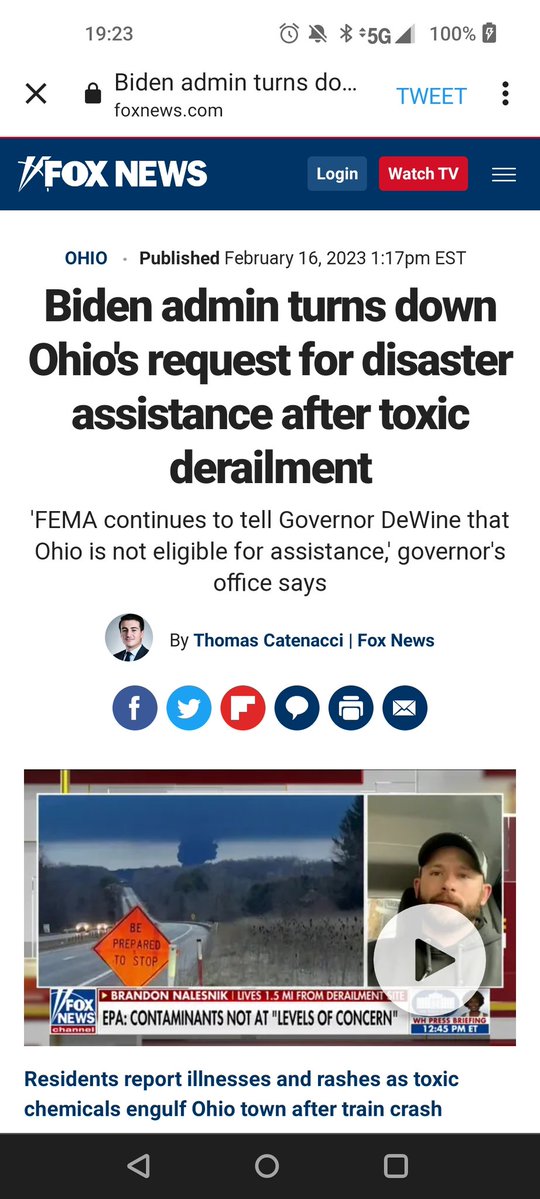 19:23 5G 100%
Biden admin turns do...
foxnews.com
TWEET
FOX NEWS
Login
Watch TV
OHIO • Published February 16, 2023 1:17pm EST
Biden admin turns down
Ohio's request for disaster
assistance after toxic
derailment
'FEMA continues to tell Governor DeWine that
Ohio is not eligible for assistance,' governor's
office says
By Thomas Catenacci | Fox News
BE
PREPARED
TO STOP
FOX
NEWS
channel
BRANDON NALESNIK | LIVES 1.5 MI FROM DERAILMENT SITE
EPA: CONTAMINANTS NOT AT "LEVELS OF CONCERN"
WH PRESS BRIEFING
12:45 PM ET
Residents report illnesses and rashes as toxic
chemicals engulf Ohio town after train crash